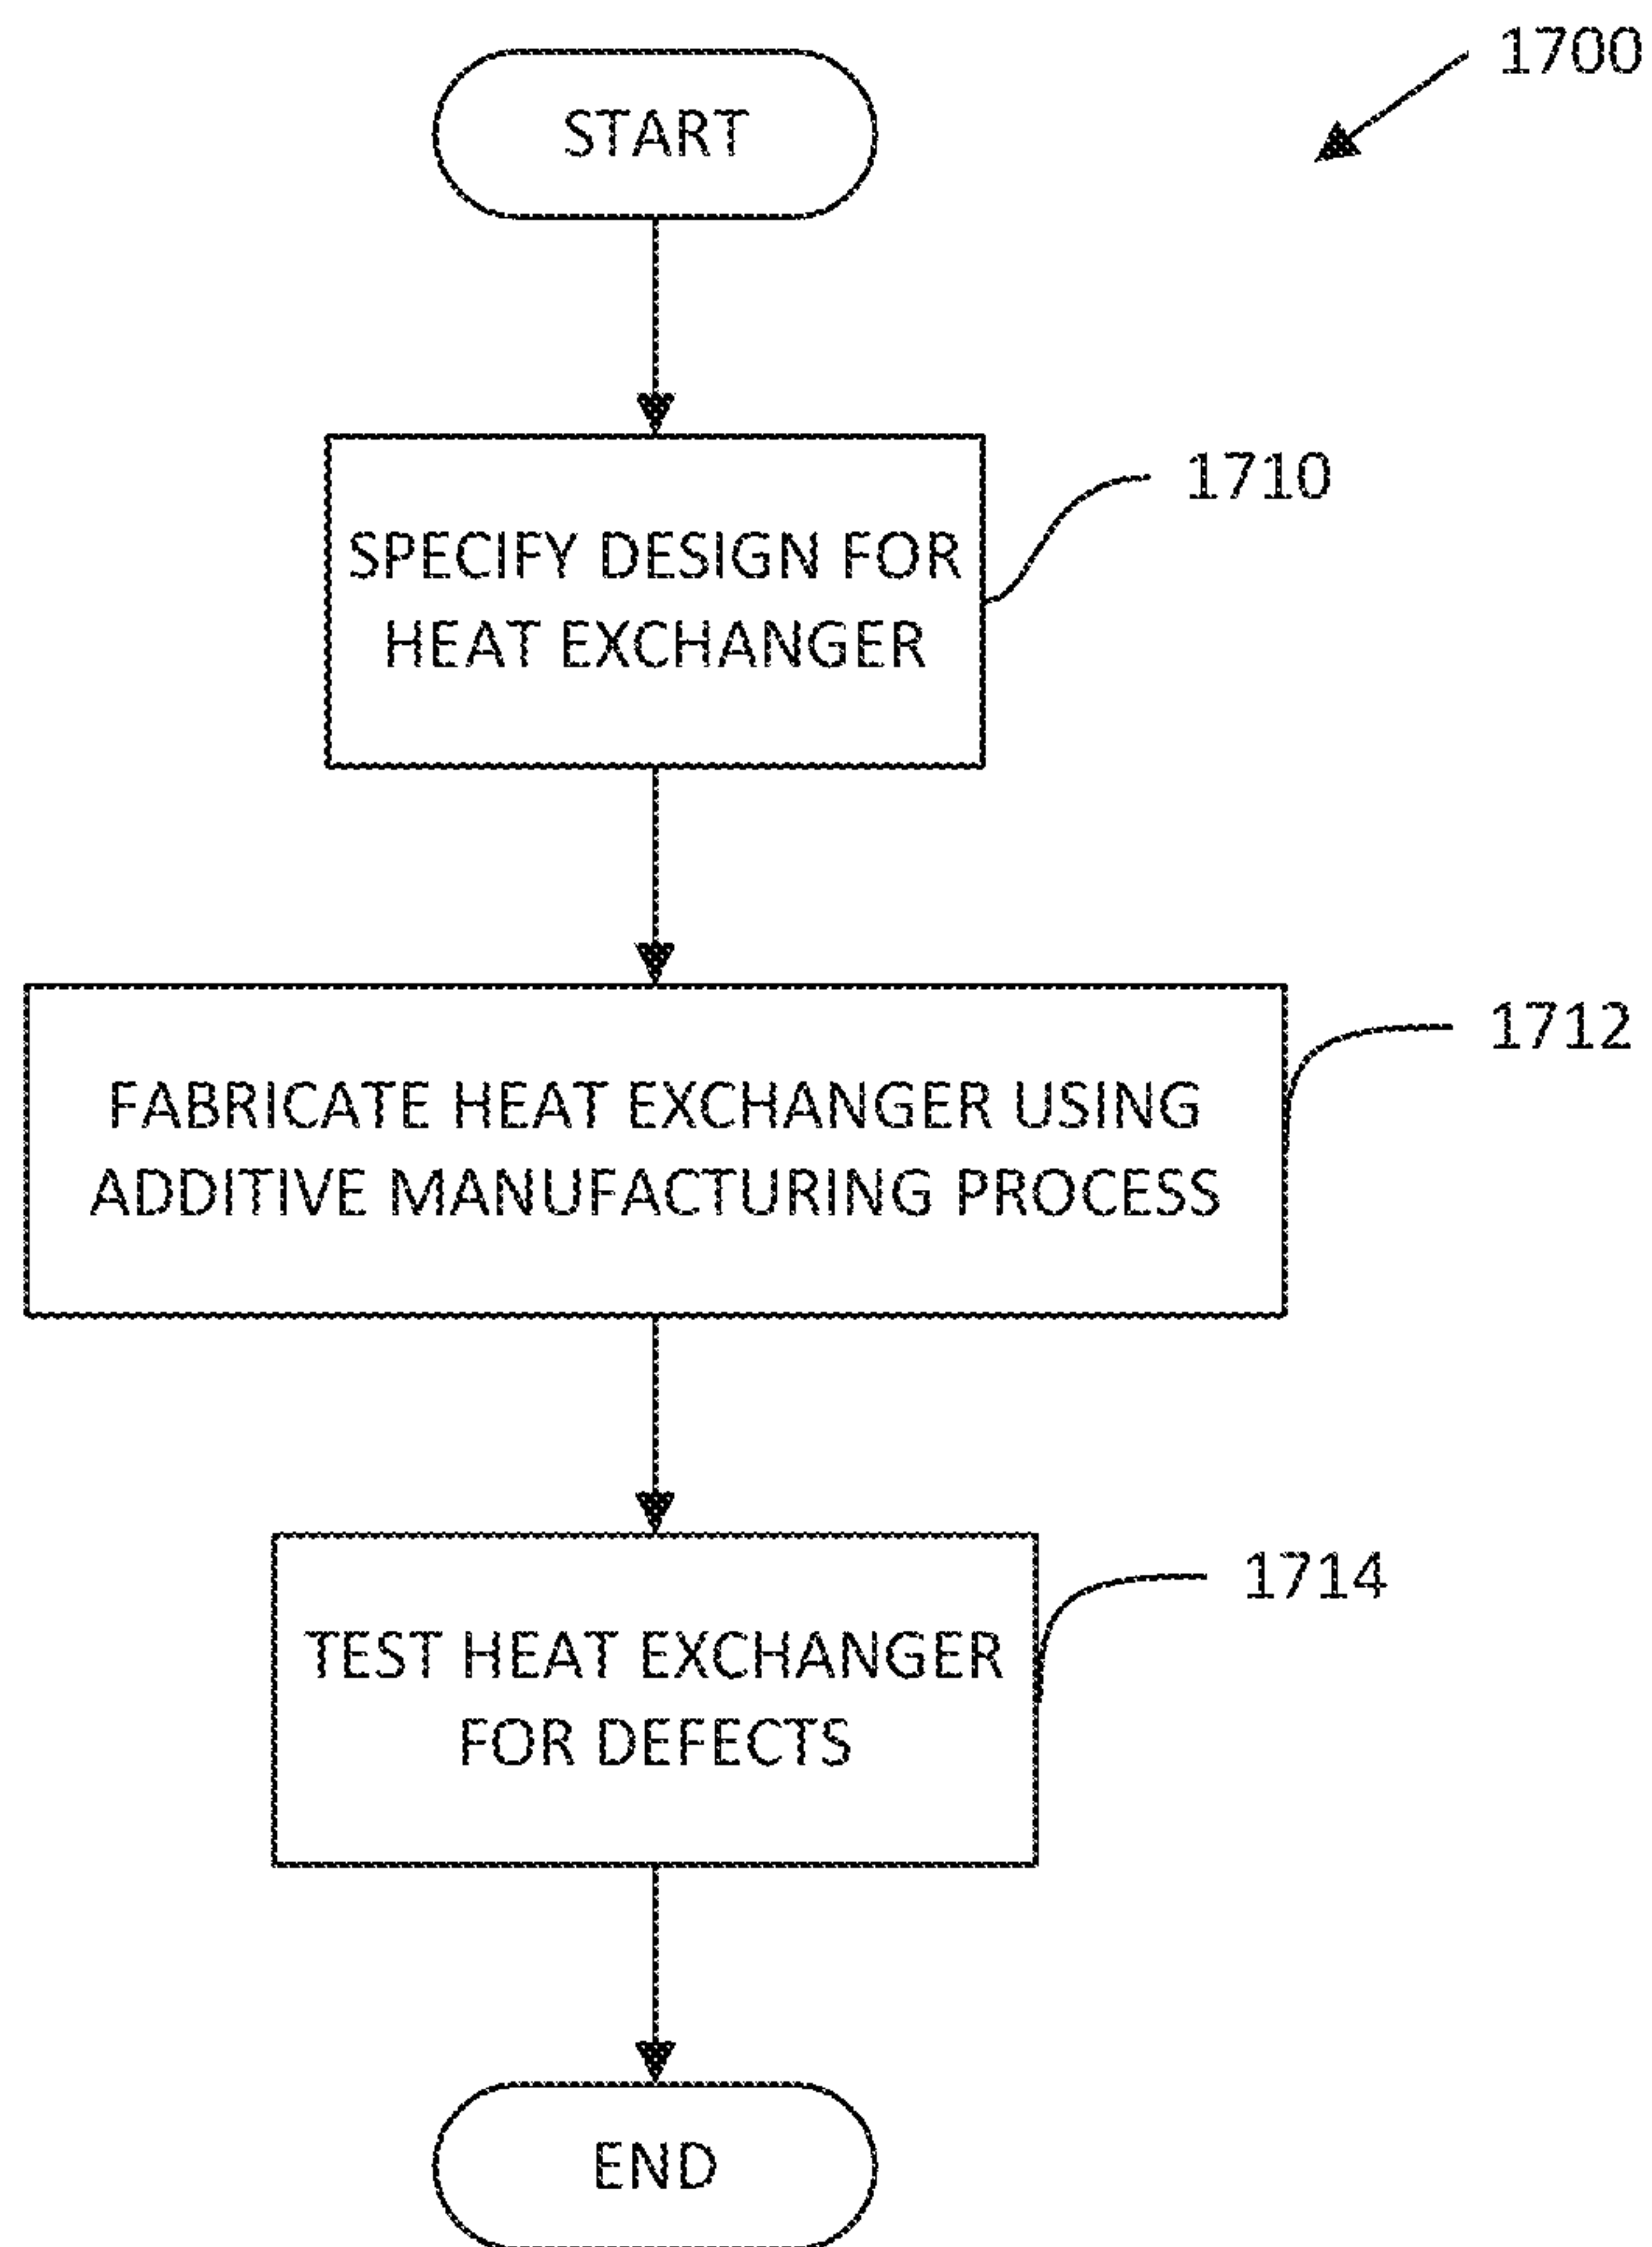 1700
START
1710
SPECIFY DESIGN FOR
HEAT EXCHANGER
1712
FABRICATE HEAT EXCHANGER USING
ADDITIVE MANUFACTURING PROCESS
1714
TEST HEAT EXCHANGER
FOR DEFECTS
END